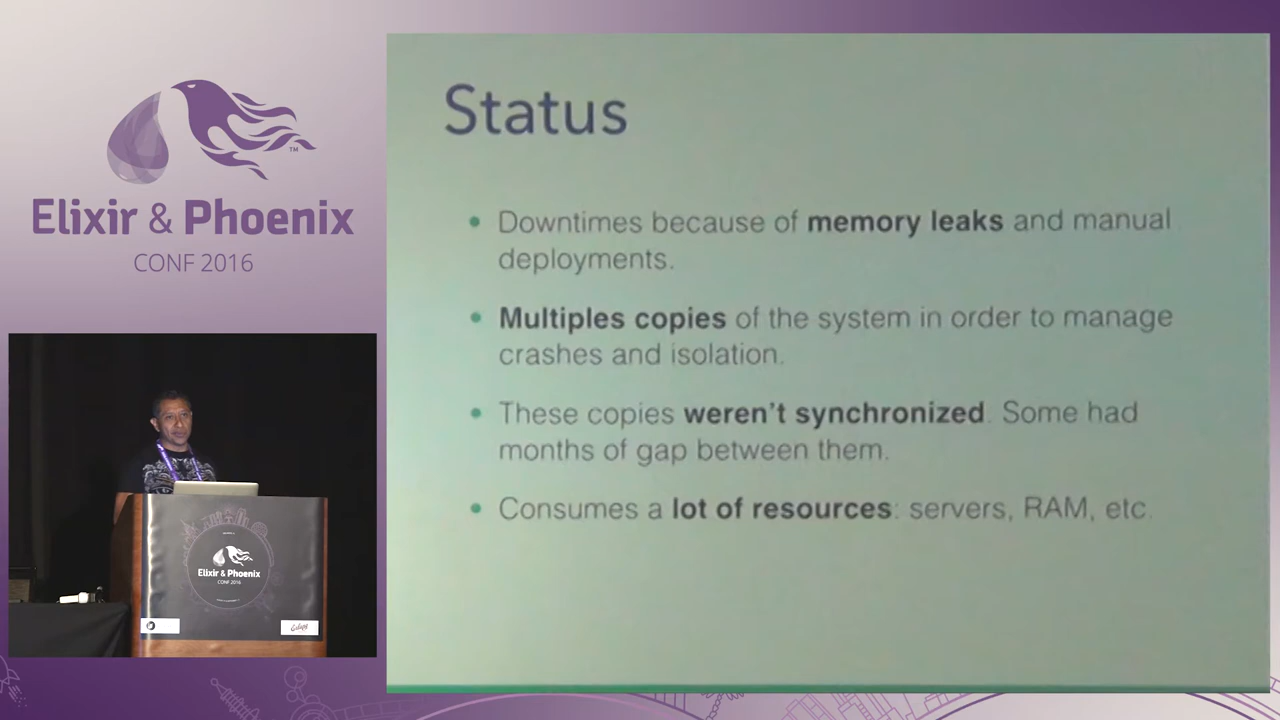 Elixir & Phoenix
CONF 2016
TM
Status
• Downtimes because of memory leaks and manual
deployments.
• Multiples copies of the system in order to manage
crashes and isolation.
• These copies weren't synchronized. Some had
months of gap between them.
• Consumes a lot of resources: servers, RAM, etc.
Elixir & Phoenix
CONF 2016